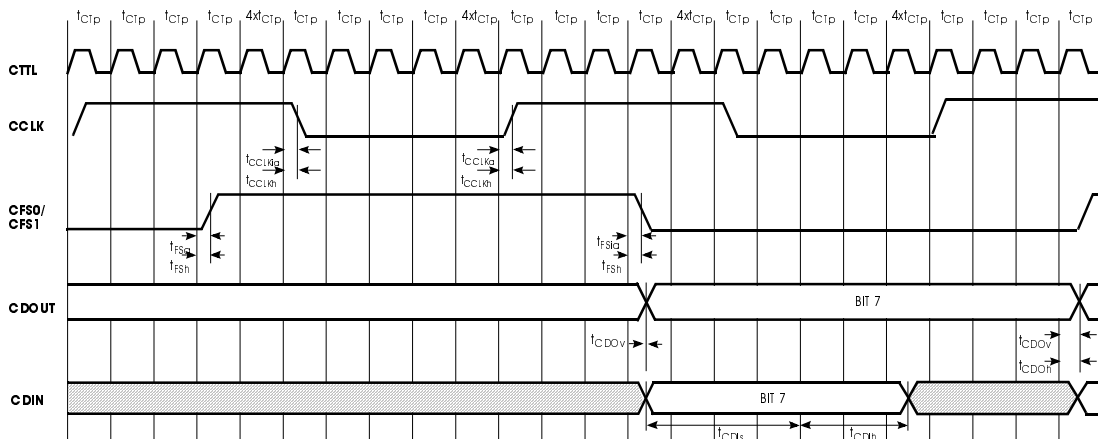 tCTp tCTp tCTp tCTp 4xtCTp tCTp tCTp tCTp tCTp 4xtCTp tCTp tCTp tCTp tCTp 4xtCTp tCTp tCTp tCTp tCTp 4xtCTp tCTp tCTp tCTp tCTp
CTTL
CCLK
tCCLKia tCCLKa
tCCLKh tCCLKh
CFS0/
CFS1
tFSa tFSia
tFSh tFSh
CDOUT BIT 7
tCDOv tCDOv
tCDOh
CDIN BIT 7
tCDIs tCDIh